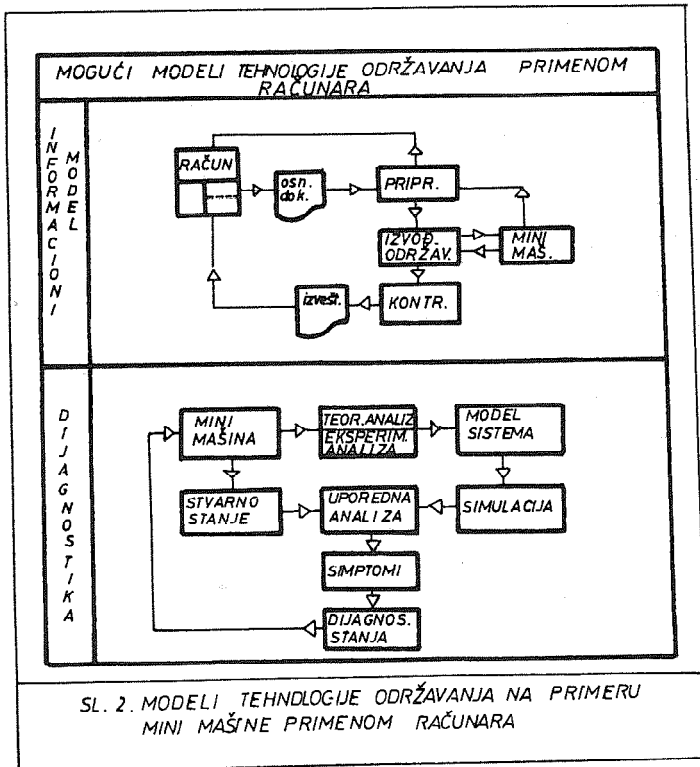 MOGUĆI MODELI TEHNOLOGIJE ODRŽAVANJA PRIMENOM
RAČUNARA
INFORMACIONI
MODEL
RAČUN
osn.
dok.
PRIPR.
IZVOĐ.
ODRŽAV.
MINI
MAŠ.
izvešt.
KONTR.
DIJAGNOSTIKA
MINI
MAŠINA
TEOR.ANALIZ
EKSPERIM.
ANALIZA
MODEL
SISTEMA
STVARNO
STANJE
UPOREDNA
ANALIZA
SIMULACIJA
SIMPTOMI
DIJAGNOS.
STANJA
SL. 2. MODELI TEHNOLOGIJE ODRŽAVANJA NA PRIMERU
MINI MAŠINE PRIMENOM RAČUNARA